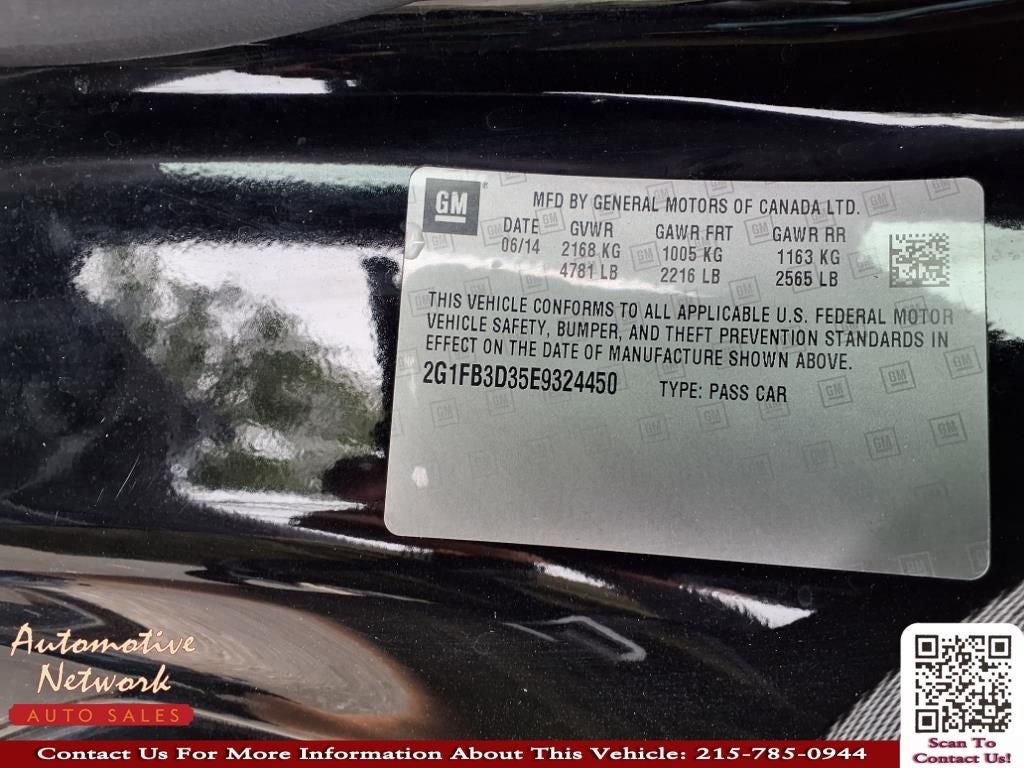 GM
MFD BY GENERAL MOTORS OF CANADA LTD.
DATE GVWR GAWR FRT GAWR RR
06/14 2168 KG 1005 KG 1163 KG
4781 LB 2216 LB 2565 LB
THIS VEHICLE CONFORMS TO ALL APPLICABLE U.S. FEDERAL MOTOR
VEHICLE SAFETY, BUMPER, AND THEFT PREVENTION STANDARDS IN
EFFECT ON THE DATE OF MANUFACTURE SHOWN ABOVE.
2G1FB3D35E9324450 TYPE: PASS CAR
Automotive
Network
AUTO SALES
Scan To
Contact Us!
Contact Us For More Information About This Vehicle: 215-785-0944